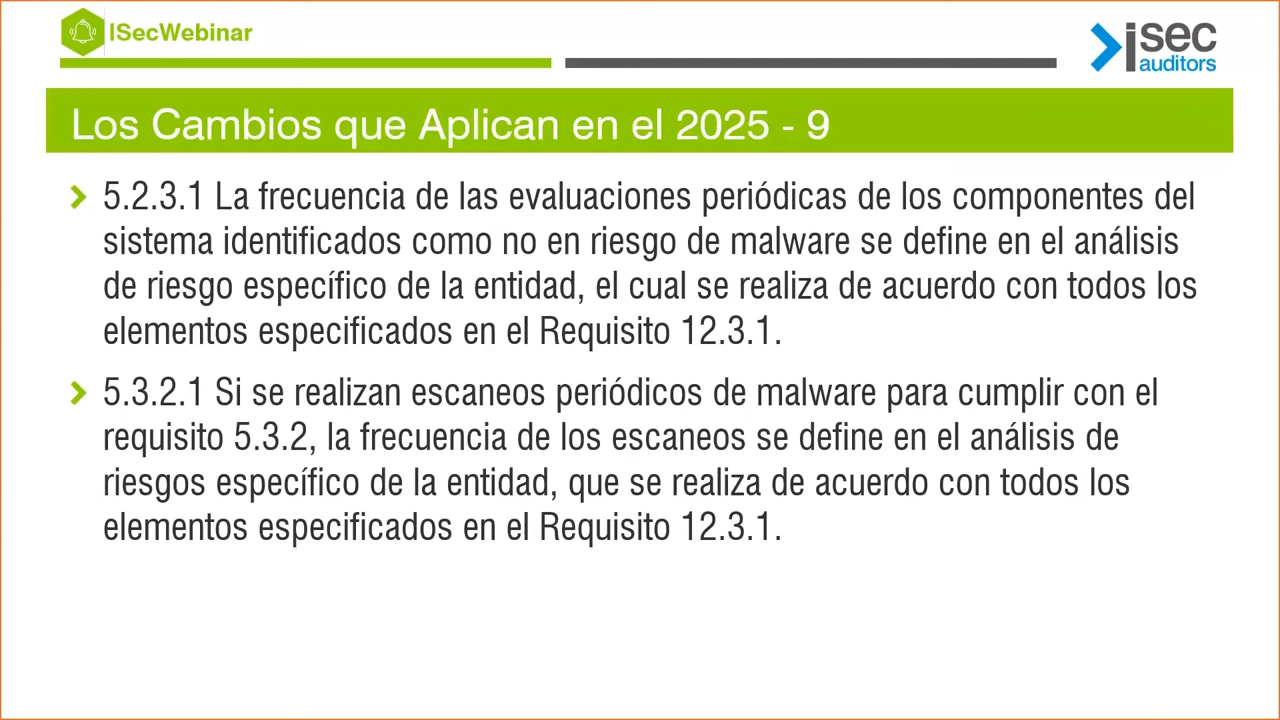 ISecWebinar
isec
auditors
Los Cambios que Aplican en el 2025 - 9
5.2.3.1 La frecuencia de las evaluaciones periódicas de los componentes del
sistema identificados como no en riesgo de malware se define en el análisis
de riesgo específico de la entidad, el cual se realiza de acuerdo con todos los
elementos especificados en el Requisito 12.3.1.
5.3.2.1 Si se realizan escaneos periódicos de malware para cumplir con el
requisito 5.3.2, la frecuencia de los escaneos se define en el análisis de
riesgos específico de la entidad, que se realiza de acuerdo con todos los
elementos especificados en el Requisito 12.3.1.